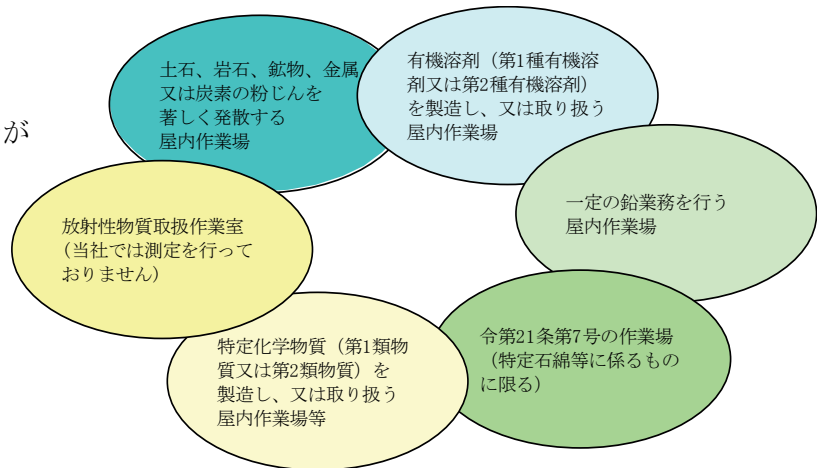 土石、岩石、鉱物、金属
又は炭素の粉じんを
著しく発散する
屋内作業場
有機溶剤（第1種有機溶
剤又は第2種有機溶剤）
を製造し、又は取り扱う
屋内作業場
が
一定の鉛業務を行う
屋内作業場
放射性物質取扱作業室
（当社では測定を行って
おりません）
令第21条第7号の作業場
（特定石綿等に係るもの
に限る）
特定化学物質（第1類物
質又は第2類物質）を
製造し、又は取り扱う
屋内作業場等